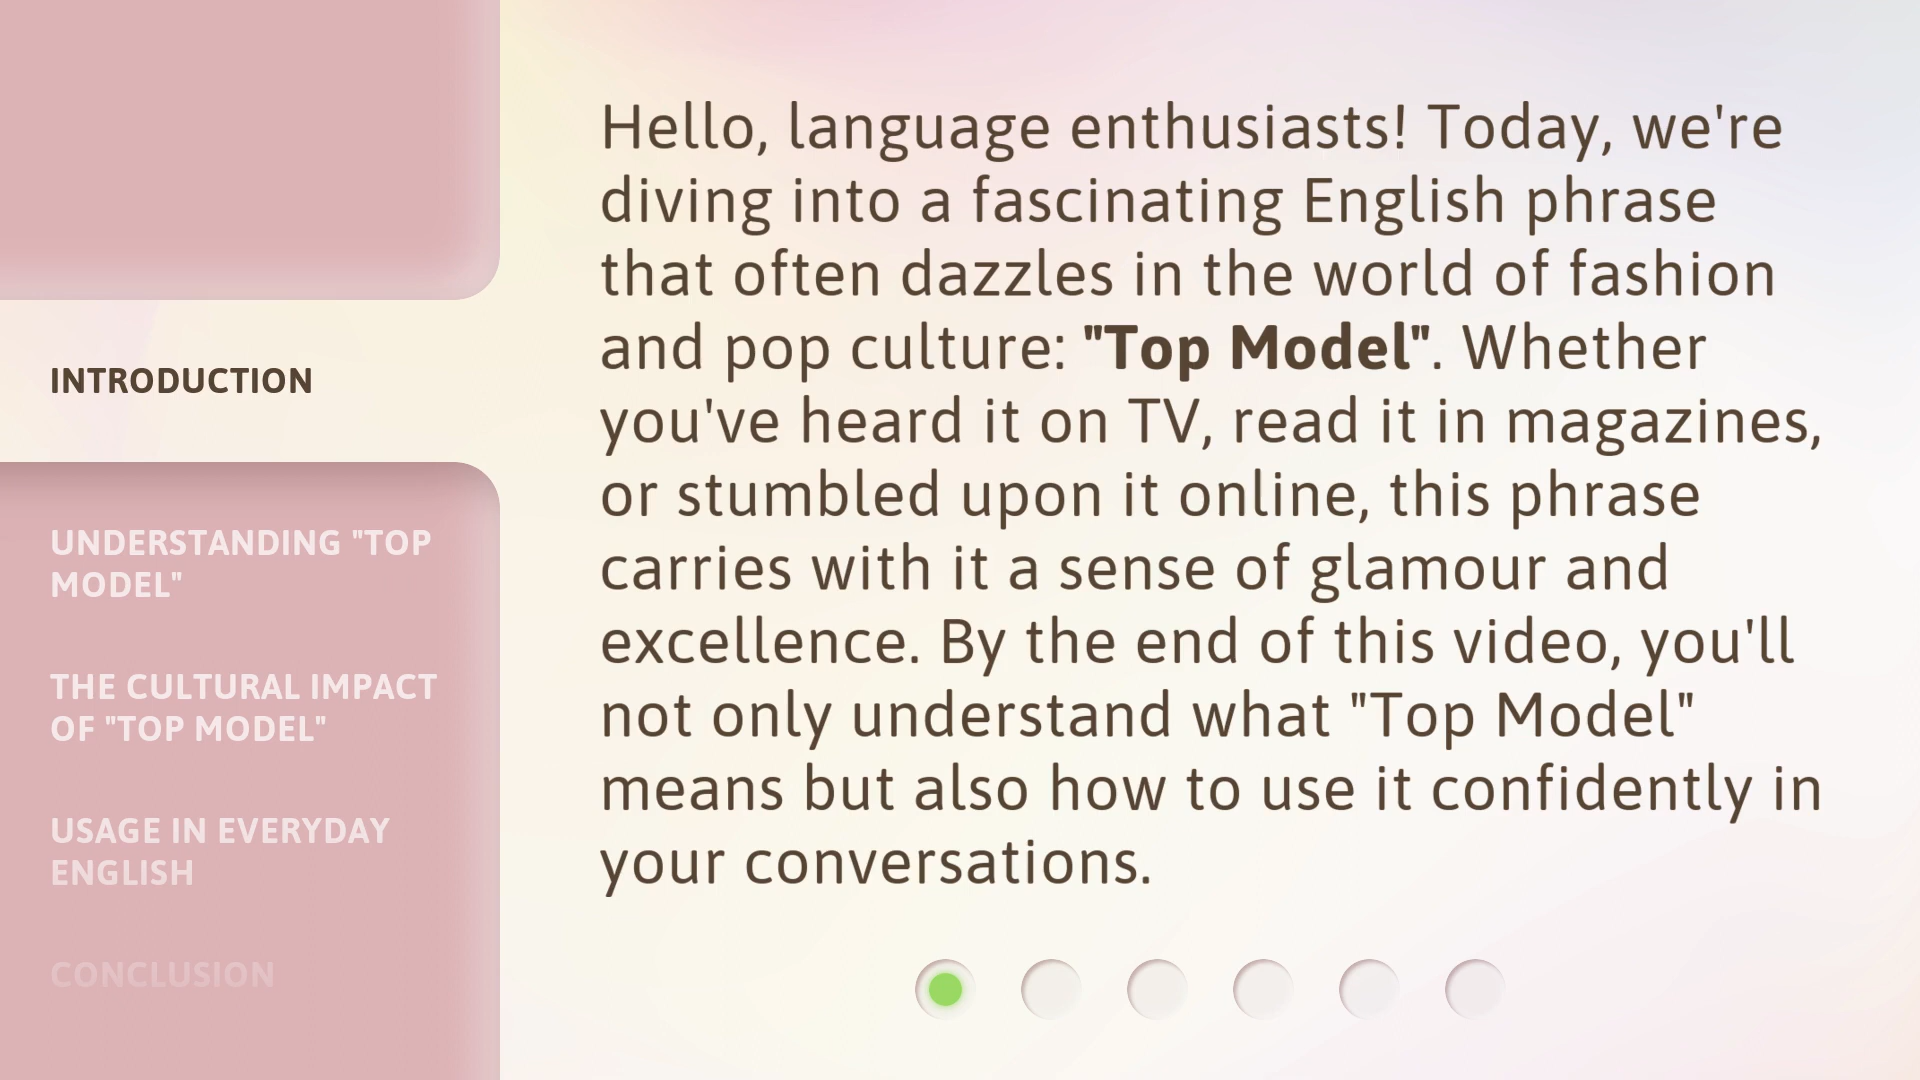 INTRODUCTION
UNDERSTANDING "TOP
MODEL"
THE CULTURAL IMPACT
OF "TOP MODEL"
USAGE IN EVERYDAY
ENGLISH
CONCLUSION
Hello, language enthusiasts! Today, we're
diving into a fascinating English phrase
that often dazzles in the world of fashion
and pop culture: "Top Model". Whether
you've heard it on TV, read it in magazines,
or stumbled upon it online, this phrase
carries with it a sense of glamour and
excellence. By the end of this video, you'll
not only understand what "Top Model"
means but also how to use it confidently in
your conversations.